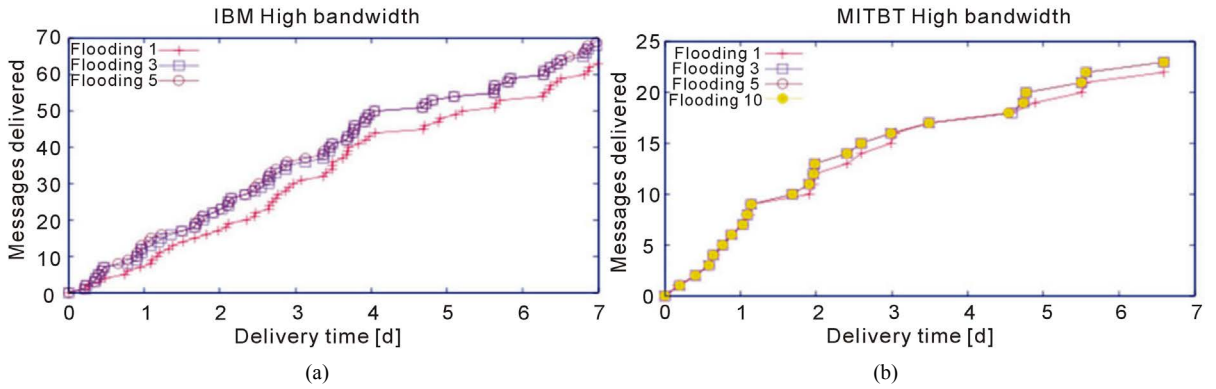 IBM High bandwidth
70
60
50
40
30
20
10
0
Messages delivered
Flooding 1
Flooding 3
Flooding 5
0 1 2 3 4 5 6 7
Delivery time [d]
(a)
MITBT High bandwidth
25
20
15
10
5
0
Messages delivered
Flooding 1
Flooding 3
Flooding 5
Flooding 10
0 1 2 3 4 5 6 7
Delivery time [d]
(b)